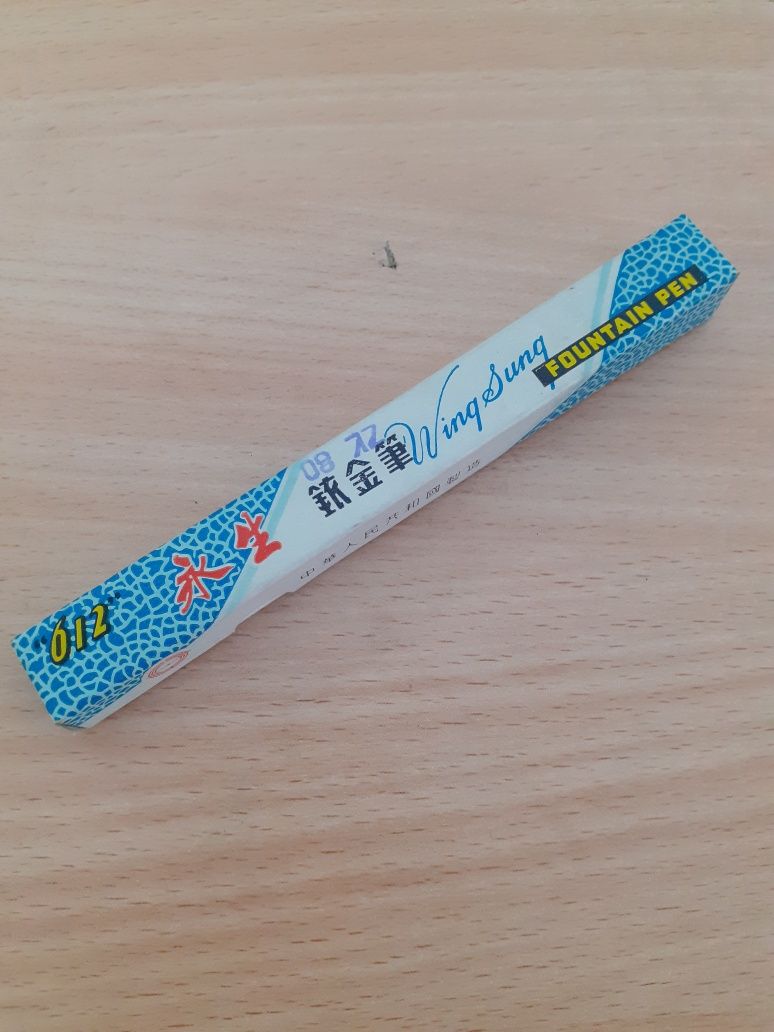 "612"
永生
銥金筆
ZK 80
Wing Sung
FOUNTAIN PEN
中華人民共和國製造